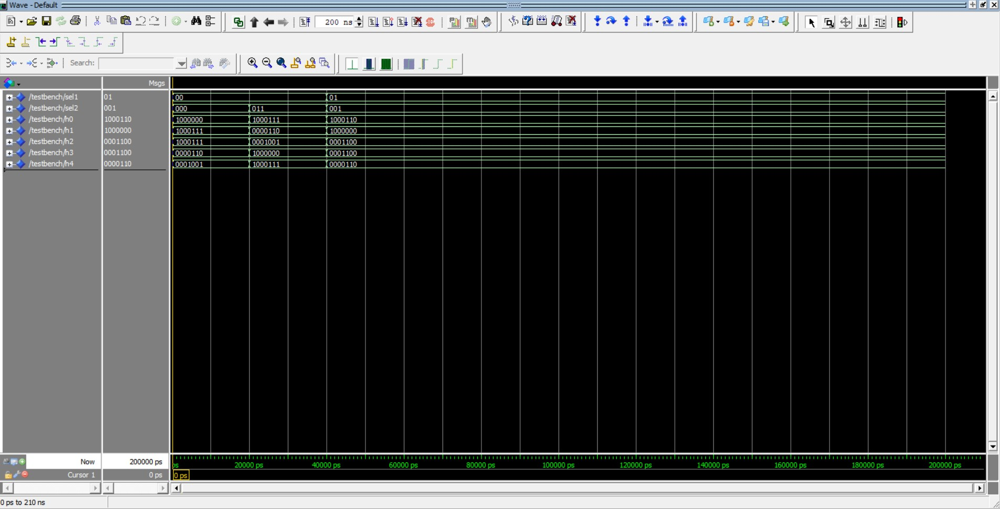 Wave - Default
200 ns
Search:
Msgs
/testbench/sel1 01 00 01
/testbench/sel2 001 000 011 001
/testbench/h0 1000110 1000000 1000111 1000110
/testbench/h1 1000000 1000111 0000110 1000000
/testbench/h2 0001100 1000111 0001001 0001100
/testbench/h3 0001100 0000110 1000000 0001100
/testbench/h4 0000110 0001001 1000111 0000110
Now 200000 ps ps 20000 ps 40000 ps 60000 ps 80000 ps 100000 ps 120000 ps 140000 ps 160000 ps 180000 ps 200000 ps
Cursor 1 0 ps 0 ps
0 ps to 210 ns